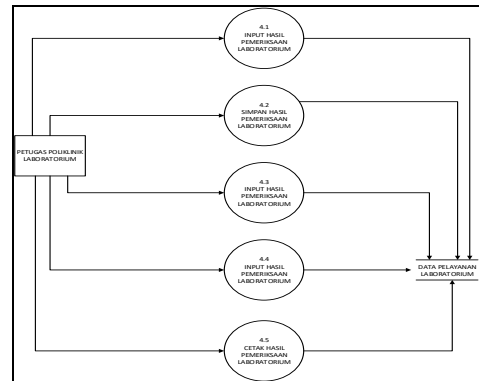 4.1
INPUT HASIL
PEMERIKSAAN
LABORATORIUM
4.2
SIMPAN HASIL
PEMERIKSAAN
LABORATORIUM
PETUGAS POLIKLINIK
LABORATORIUM
4.3
INPUT HASIL
PEMERIKSAAN
LABORATORIUM
4.4
INPUT HASIL
PEMERIKSAAN
LABORATORIUM
DATA PELAYANAN
LABORATORIUM
4.5
CETAK HASIL
PEMERIKSAAN
LABORATORIUM